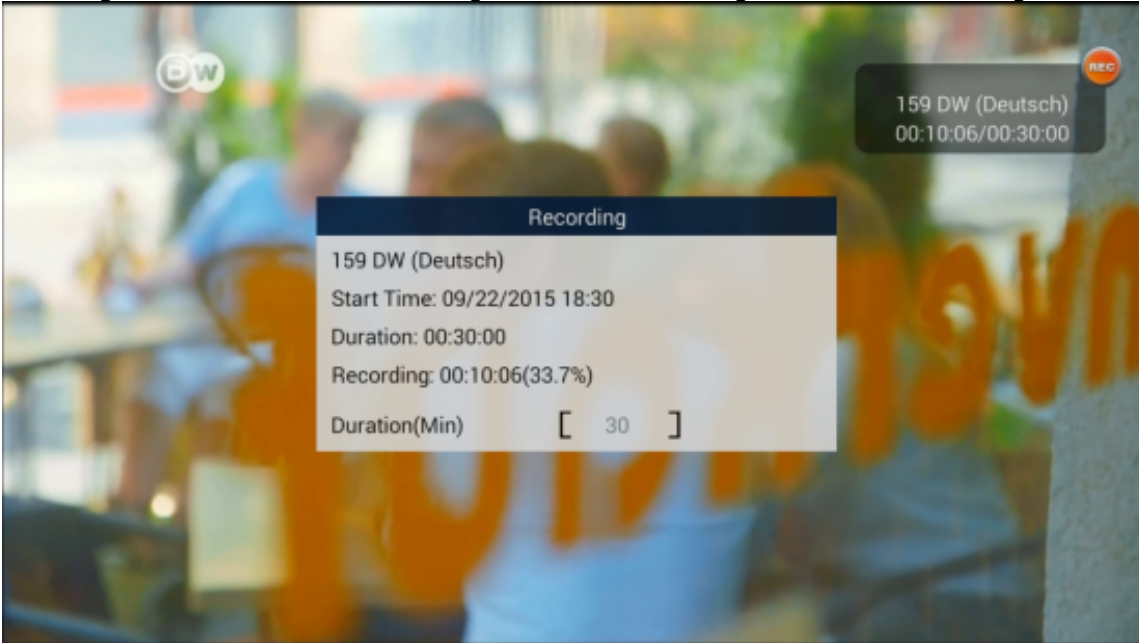 DW
REC
159 DW (Deutsch)
00:10:06/00:30:00
Recording
159 DW (Deutsch)
Start Time: 09/22/2015 18:30
Duration: 00:30:00
Recording: 00:10:06(33.7%)
Duration(Min) [ 30 ]